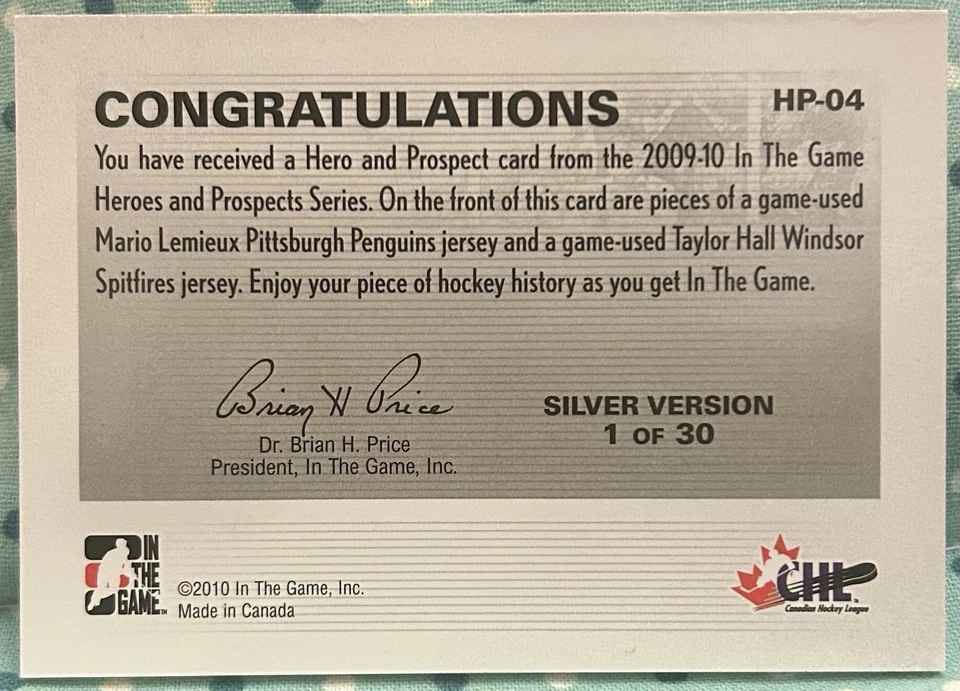 CONGRATULATIONS
HP-04
You have received a Hero and Prospect card from the 2009-10 In The Game
Heroes and Prospects Series. On the front of this card are pieces of a game-used
Mario Lemieux Pittsburgh Penguins jersey and a game-used Taylor Hall Windsor
Spitfires jersey. Enjoy your piece of hockey history as you get In The Game.
Brian H Price
Dr. Brian H. Price
President, In The Game, Inc.
SILVER VERSION
1 OF 30
IN
THE
GAME™
©2010 In The Game, Inc.
Made in Canada
CHL™
Canadian Hockey League